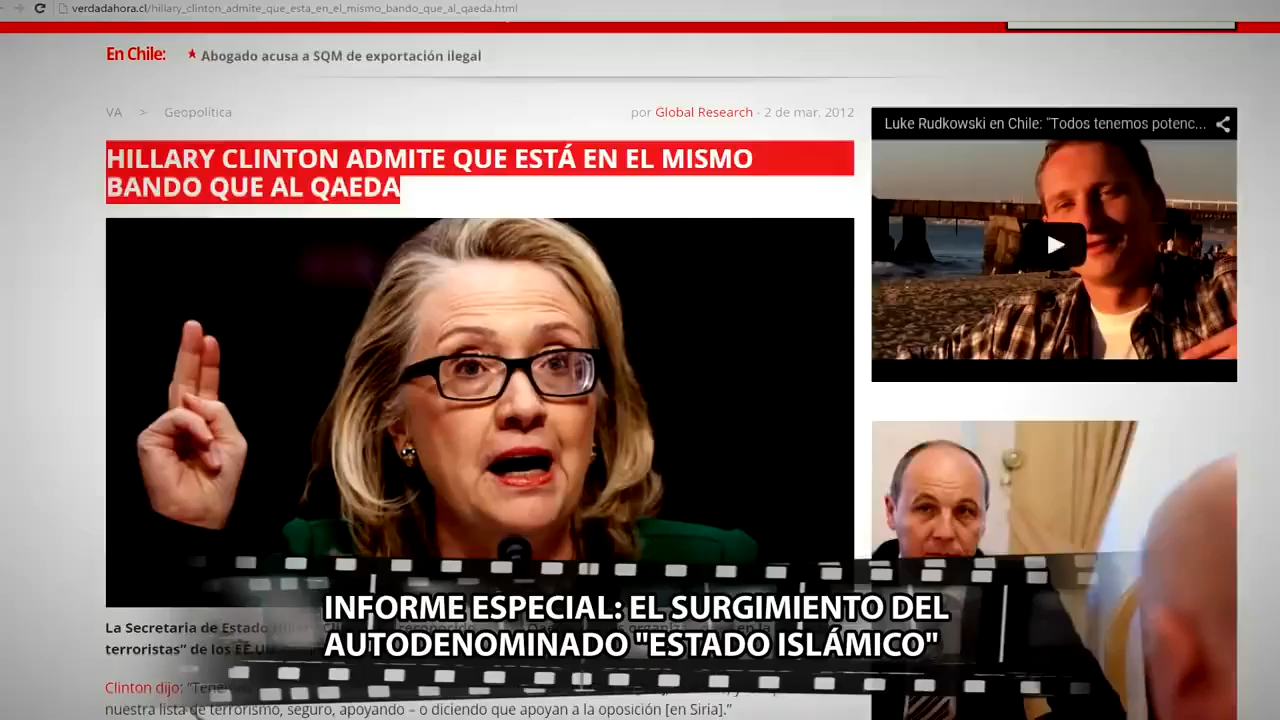 verdadahora.cl/hillary_clinton_admite_que_esta_en_el_mismo_bando_que_al_qaeda.html
En Chile: ★ Abogado acusa a SQM de exportación ilegal
VA > Geopolítica
por Global Research - 2 de mar. 2012
HILLARY CLINTON ADMITE QUE ESTÁ EN EL MISMO
BANDO QUE AL QAEDA
Luke Rudkowski en Chile: "Todos tenemos potenc...
INFORME ESPECIAL: EL SURGIMIENTO DEL
AUTODENOMINADO "ESTADO ISLÁMICO"
La Secretaria de Estado
terroristas" de los EE.UU
Clinton dijo:
nuestra lista de terrorismo, seguro, apoyando – o diciendo que apoyan a la oposición [en Siria]."